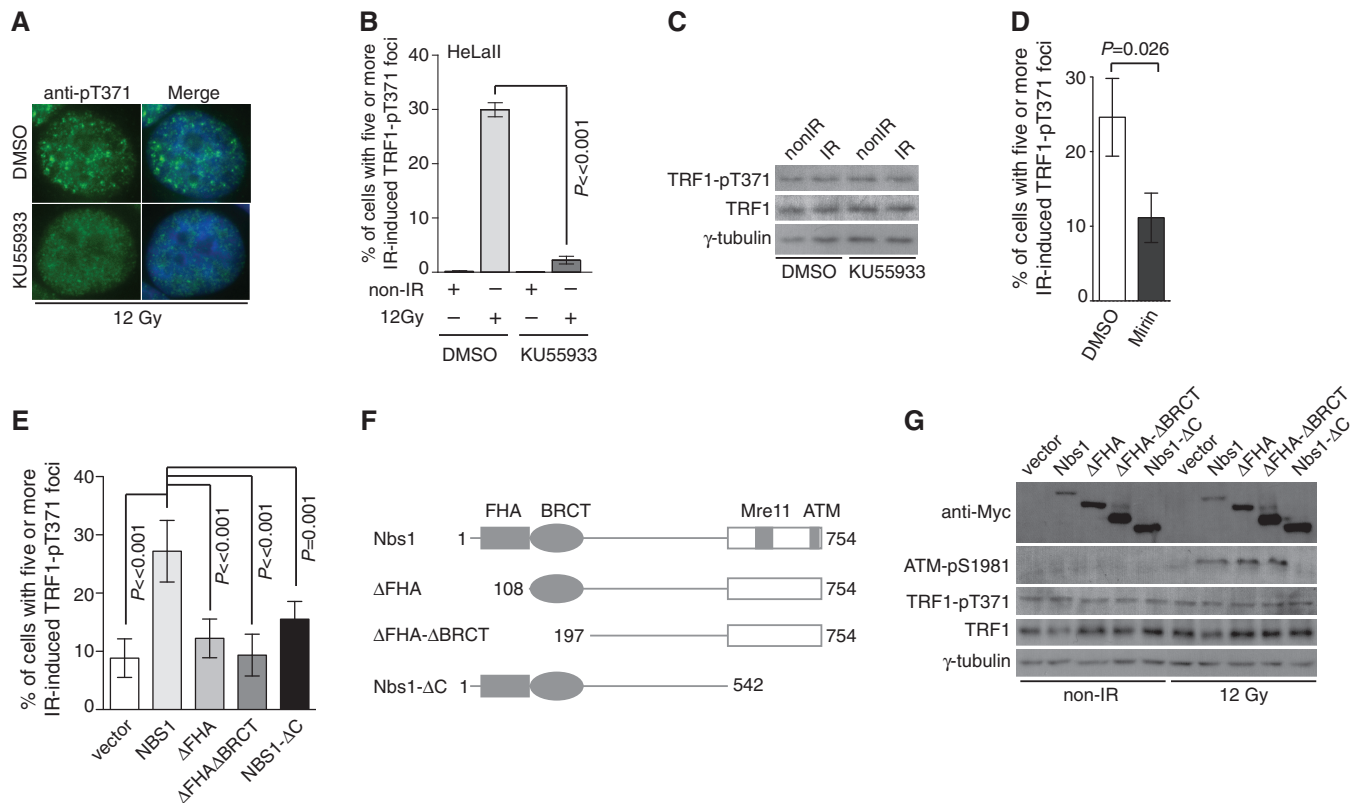 A
anti-pT371 Merge
DMSO
KU55933
12 Gy
B
% of cells with five or more
IR-induced TRF1-pT371 foci
HeLaII
40
30
20
10
0
P<<0.001
non-IR + – + –
12Gy – + – +
DMSO KU55933
C
nonIR IR nonIR IR
TRF1-pT371
TRF1
γ-tubulin
DMSO KU55933
D
% of cells with five or more
IR-induced TRF1-pT371 foci
P=0.026
30
20
10
0
DMSO Mirin
E
% of cells with five or more
IR-induced TRF1-pT371 foci
40
30
20
10
0
P<<0.001 P<<0.001 P<<0.001 P=0.001
vector NBS1 ΔFHA ΔFHAΔBRCT NBS1-ΔC
F
FHA BRCT Mre11 ATM
Nbs1 1 754
ΔFHA 108 754
ΔFHA-ΔBRCT 197 754
Nbs1-ΔC 1 542
G
vector Nbs1 ΔFHA ΔFHA-ΔBRCT Nbs1-ΔC vector Nbs1 ΔFHA ΔFHA-ΔBRCT Nbs1-ΔC
anti-Myc
ATM-pS1981
TRF1-pT371
TRF1
γ-tubulin
non-IR 12 Gy